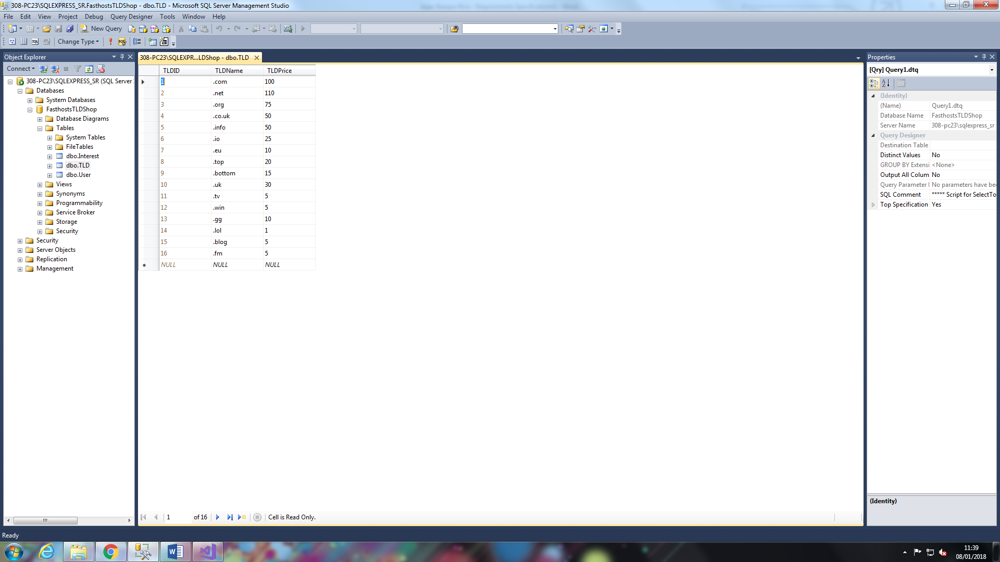 308-PC23\SQLEXPRESS_SR.FasthostsTLDShop - dbo.TLD - Microsoft SQL Server Management Studio
File Edit View Project Debug Query Designer Tools Window Help
New Query
Change Type
Object Explorer
Connect
308-PC23\SQLEXPRESS_SR (SQL Server
Databases
System Databases
FasthostsTLDShop
Database Diagrams
Tables
System Tables
FileTables
dbo.Interest
dbo.TLD
dbo.User
Views
Synonyms
Programmability
Service Broker
Storage
Security
Security
Server Objects
Replication
Management
308-PC23\SQLEXPR...LDShop - dbo.TLD
TLDID TLDName TLDPrice
1 .com 100
2 .net 110
3 .org 75
4 .co.uk 50
5 .info 50
6 .io 25
7 .eu 10
8 .top 20
9 .bottom 15
10 .uk 30
11 .tv 5
12 .win 5
13 .gg 10
14 .lol 1
15 .blog 5
16 .fm 5
NULL NULL NULL
1 of 16 Cell is Read Only.
Properties
[Qry] Query1.dtq
(Identity)
(Name) Query1.dtq
Database Name FasthostsTLDShop
Server Name 308-pc23\sqlexpress_sr
Query Designer
Destination Table
Distinct Values No
GROUP BY Extensi <None>
Output All Colum No
Query Parameter No parameters have bee
SQL Comment ***** Script for SelectTo
Top Specification Yes
(Identity)
Ready
11:39
08/01/2018